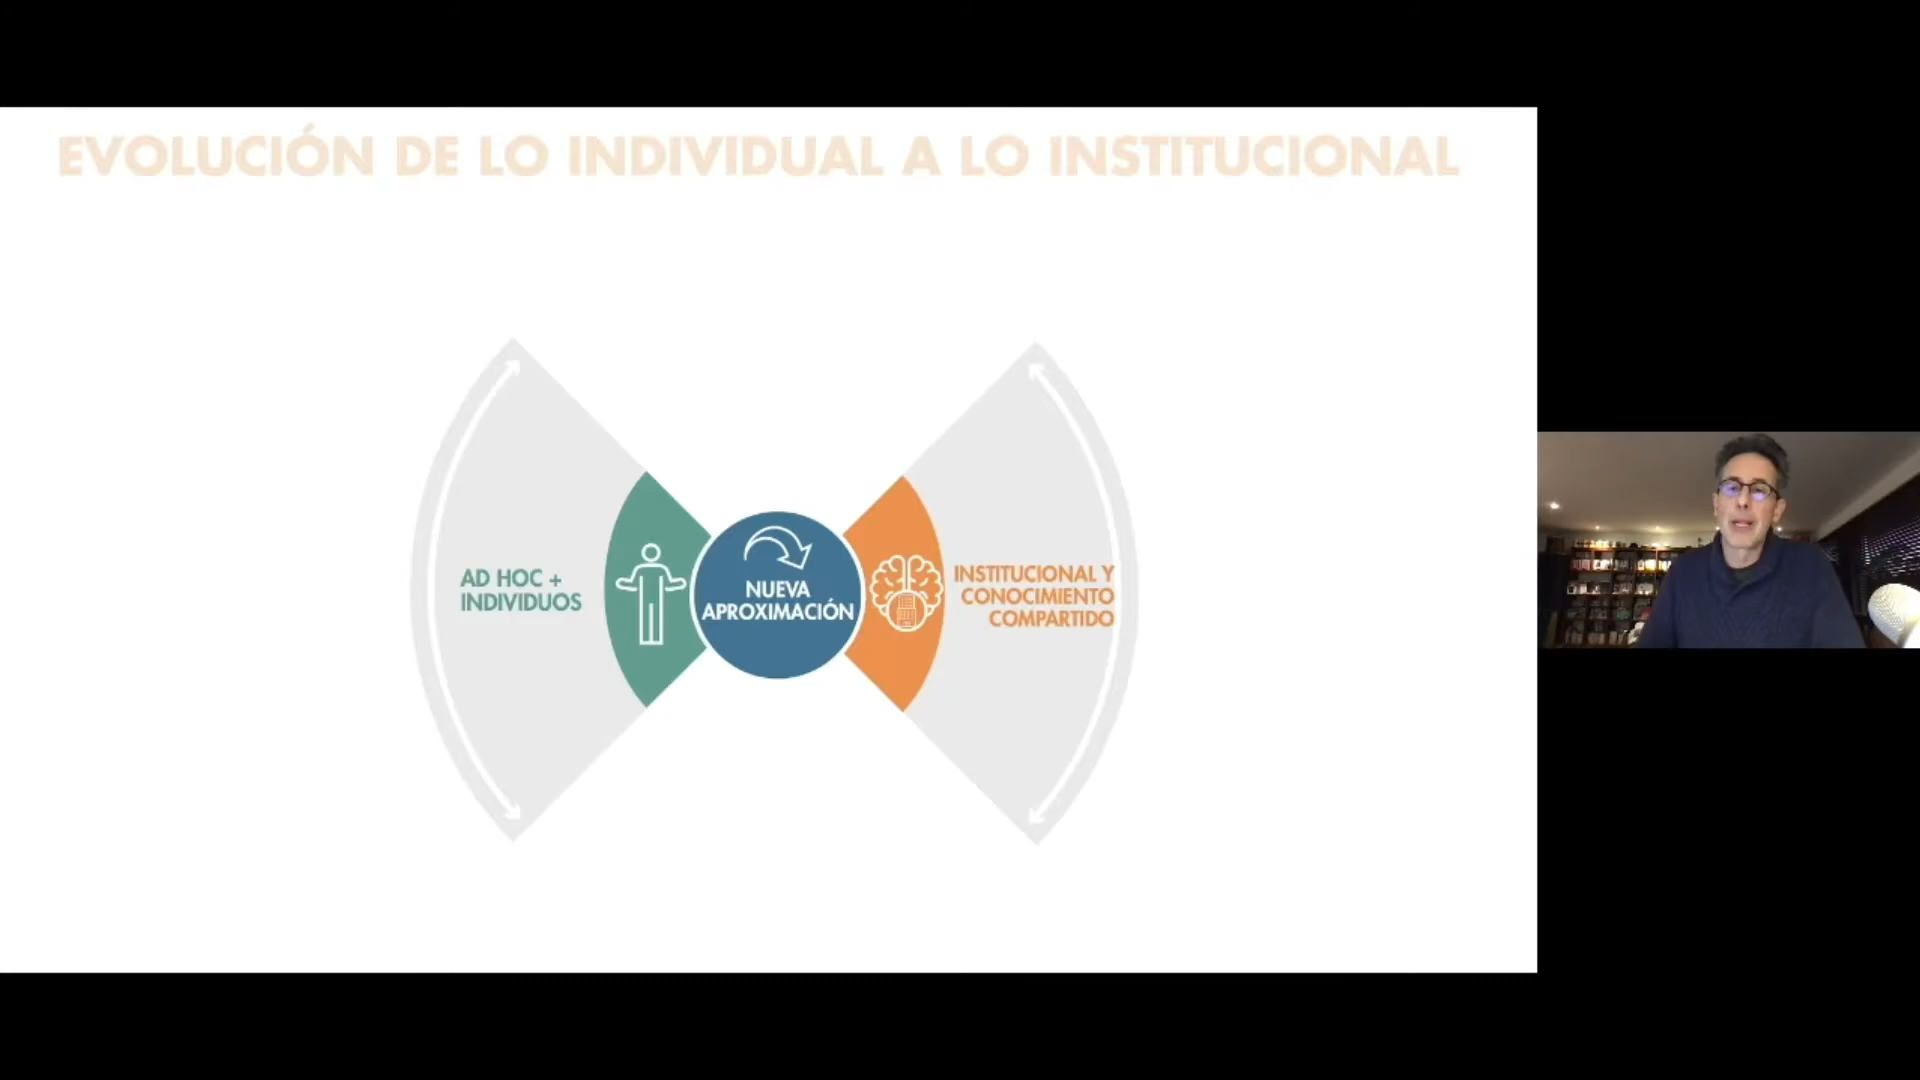 EVOLUCIÓN DE LO INDIVIDUAL A LO INSTITUCIONAL
AD HOC +
INDIVIDUOS
NUEVA
APROXIMACIÓN
INSTITUCIONAL Y
CONOCIMIENTO
COMPARTIDO